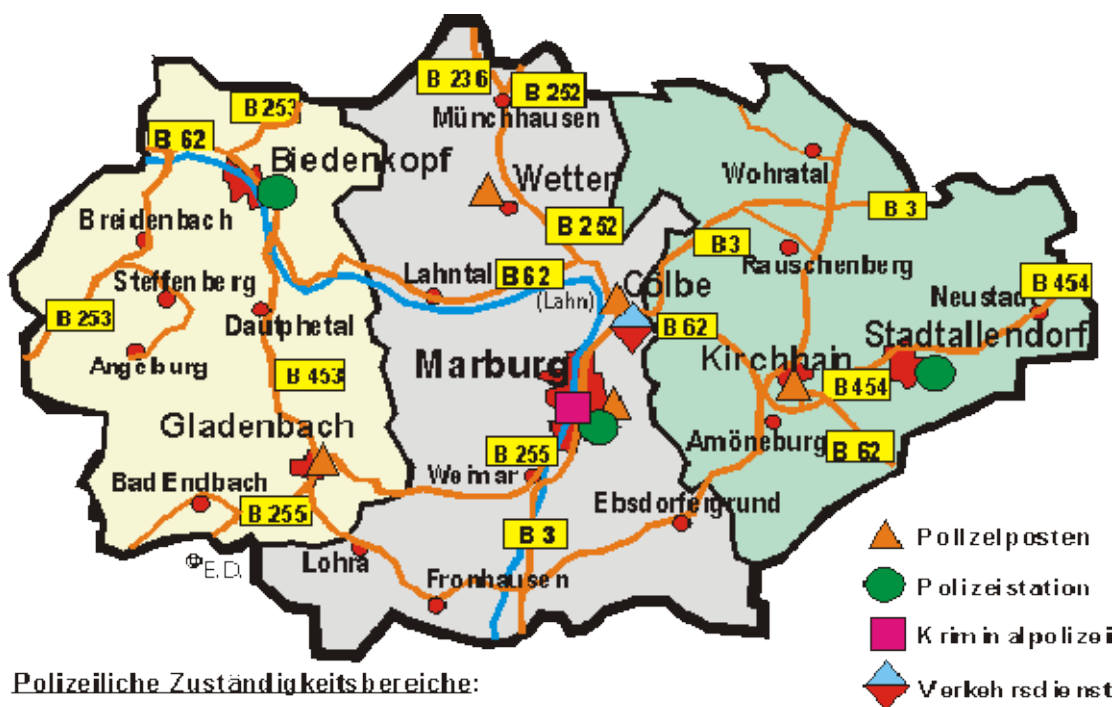 B 236
B 252
Münchhausen
B 253
B 62
Biedenkopf
Wetter
Wohratal
B 3
Breidenbach
B 252
B 3
Rauschenberg
Steffenberg
Lahntal
B 62
(Lahn)
Cölbe
B 454
Neustadt
B 253
Dautphetal
B 62
Stadtallendorf
Angelburg
Marburg
Kirchhain
B 453
B 454
Gladenbach
Amöneburg
B 62
B 255
Weimar
Bad Endbach
Ebsdorfergrund
B 255
B 3
Lohra
E.D.
Fronhausen
Polizeiposten
Polizeistation
Kriminalpolizei
Verkehrsdienst
Polizeiliche Zuständigkeitsbereiche: